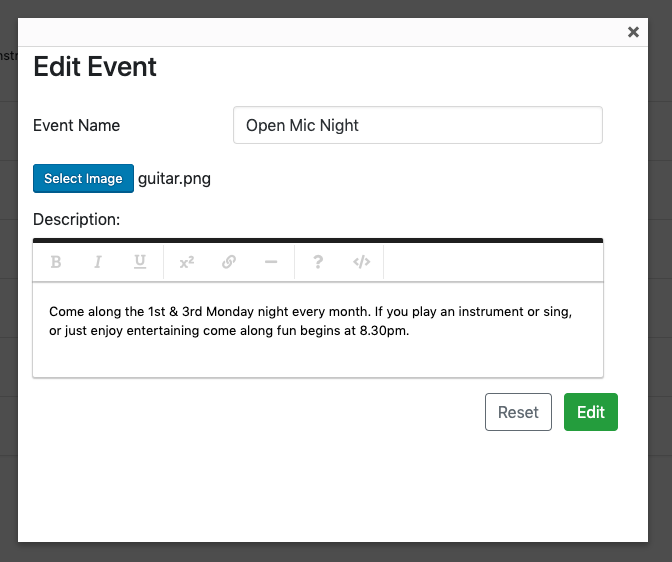 Edit Event
Event Name
Open Mic Night
Select Image guitar.png
Description:
B I U x² ? </>
Come along the 1st & 3rd Monday night every month. If you play an instrument or sing,
or just enjoy entertaining come along fun begins at 8.30pm.
Reset Edit